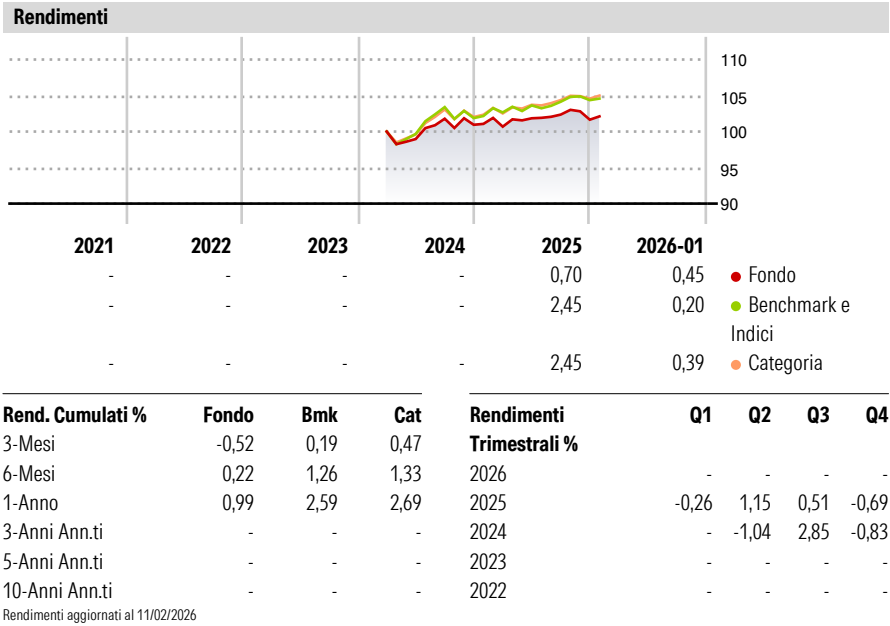 Rendimenti
110
105
100
95
90
2021 2022 2023 2024 2025 2026-01
- - - - 0,70 0,45 Fondo
- - - - 2,45 0,20 Benchmark e
Indici
- - - - 2,45 0,39 Categoria
Rend. Cumulati % Fondo Bmk Cat
3-Mesi -0,52 0,19 0,47
6-Mesi 0,22 1,26 1,33
1-Anno 0,99 2,59 2,69
3-Anni Ann.ti - - -
5-Anni Ann.ti - - -
10-Anni Ann.ti - - -
Rendimenti aggiornati al 11/02/2026
Rendimenti Q1 Q2 Q3 Q4
Trimestrali %
2026 - - - -
2025 -0,26 1,15 0,51 -0,69
2024 - -1,04 2,85 -0,83
2023 - - - -
2022 - - - -